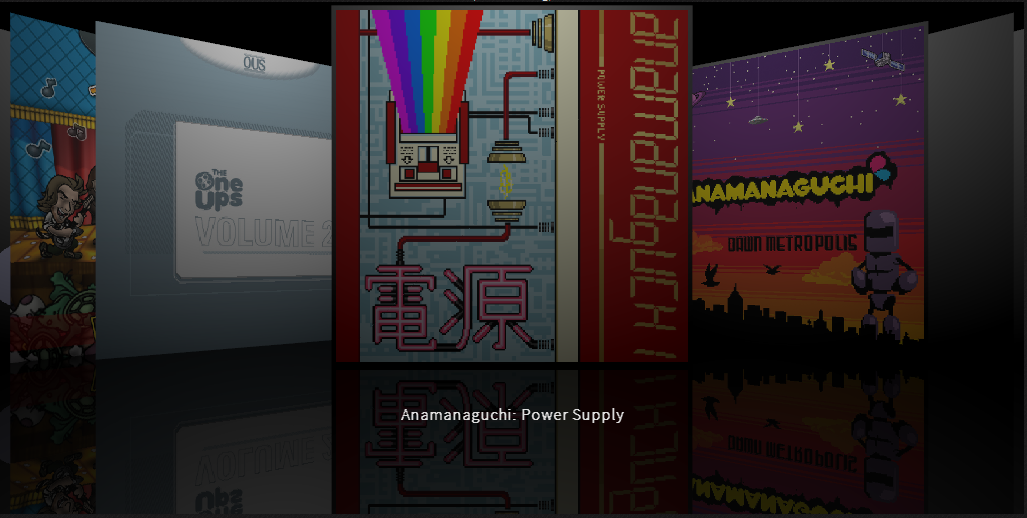 OUS
THE
One
Ups
VOLUME 2
POWER SUPPLY
anamanaguchi
電源
ANAMANAGUCHI
DAWN METROPOLIS
Anamanaguchi: Power Supply